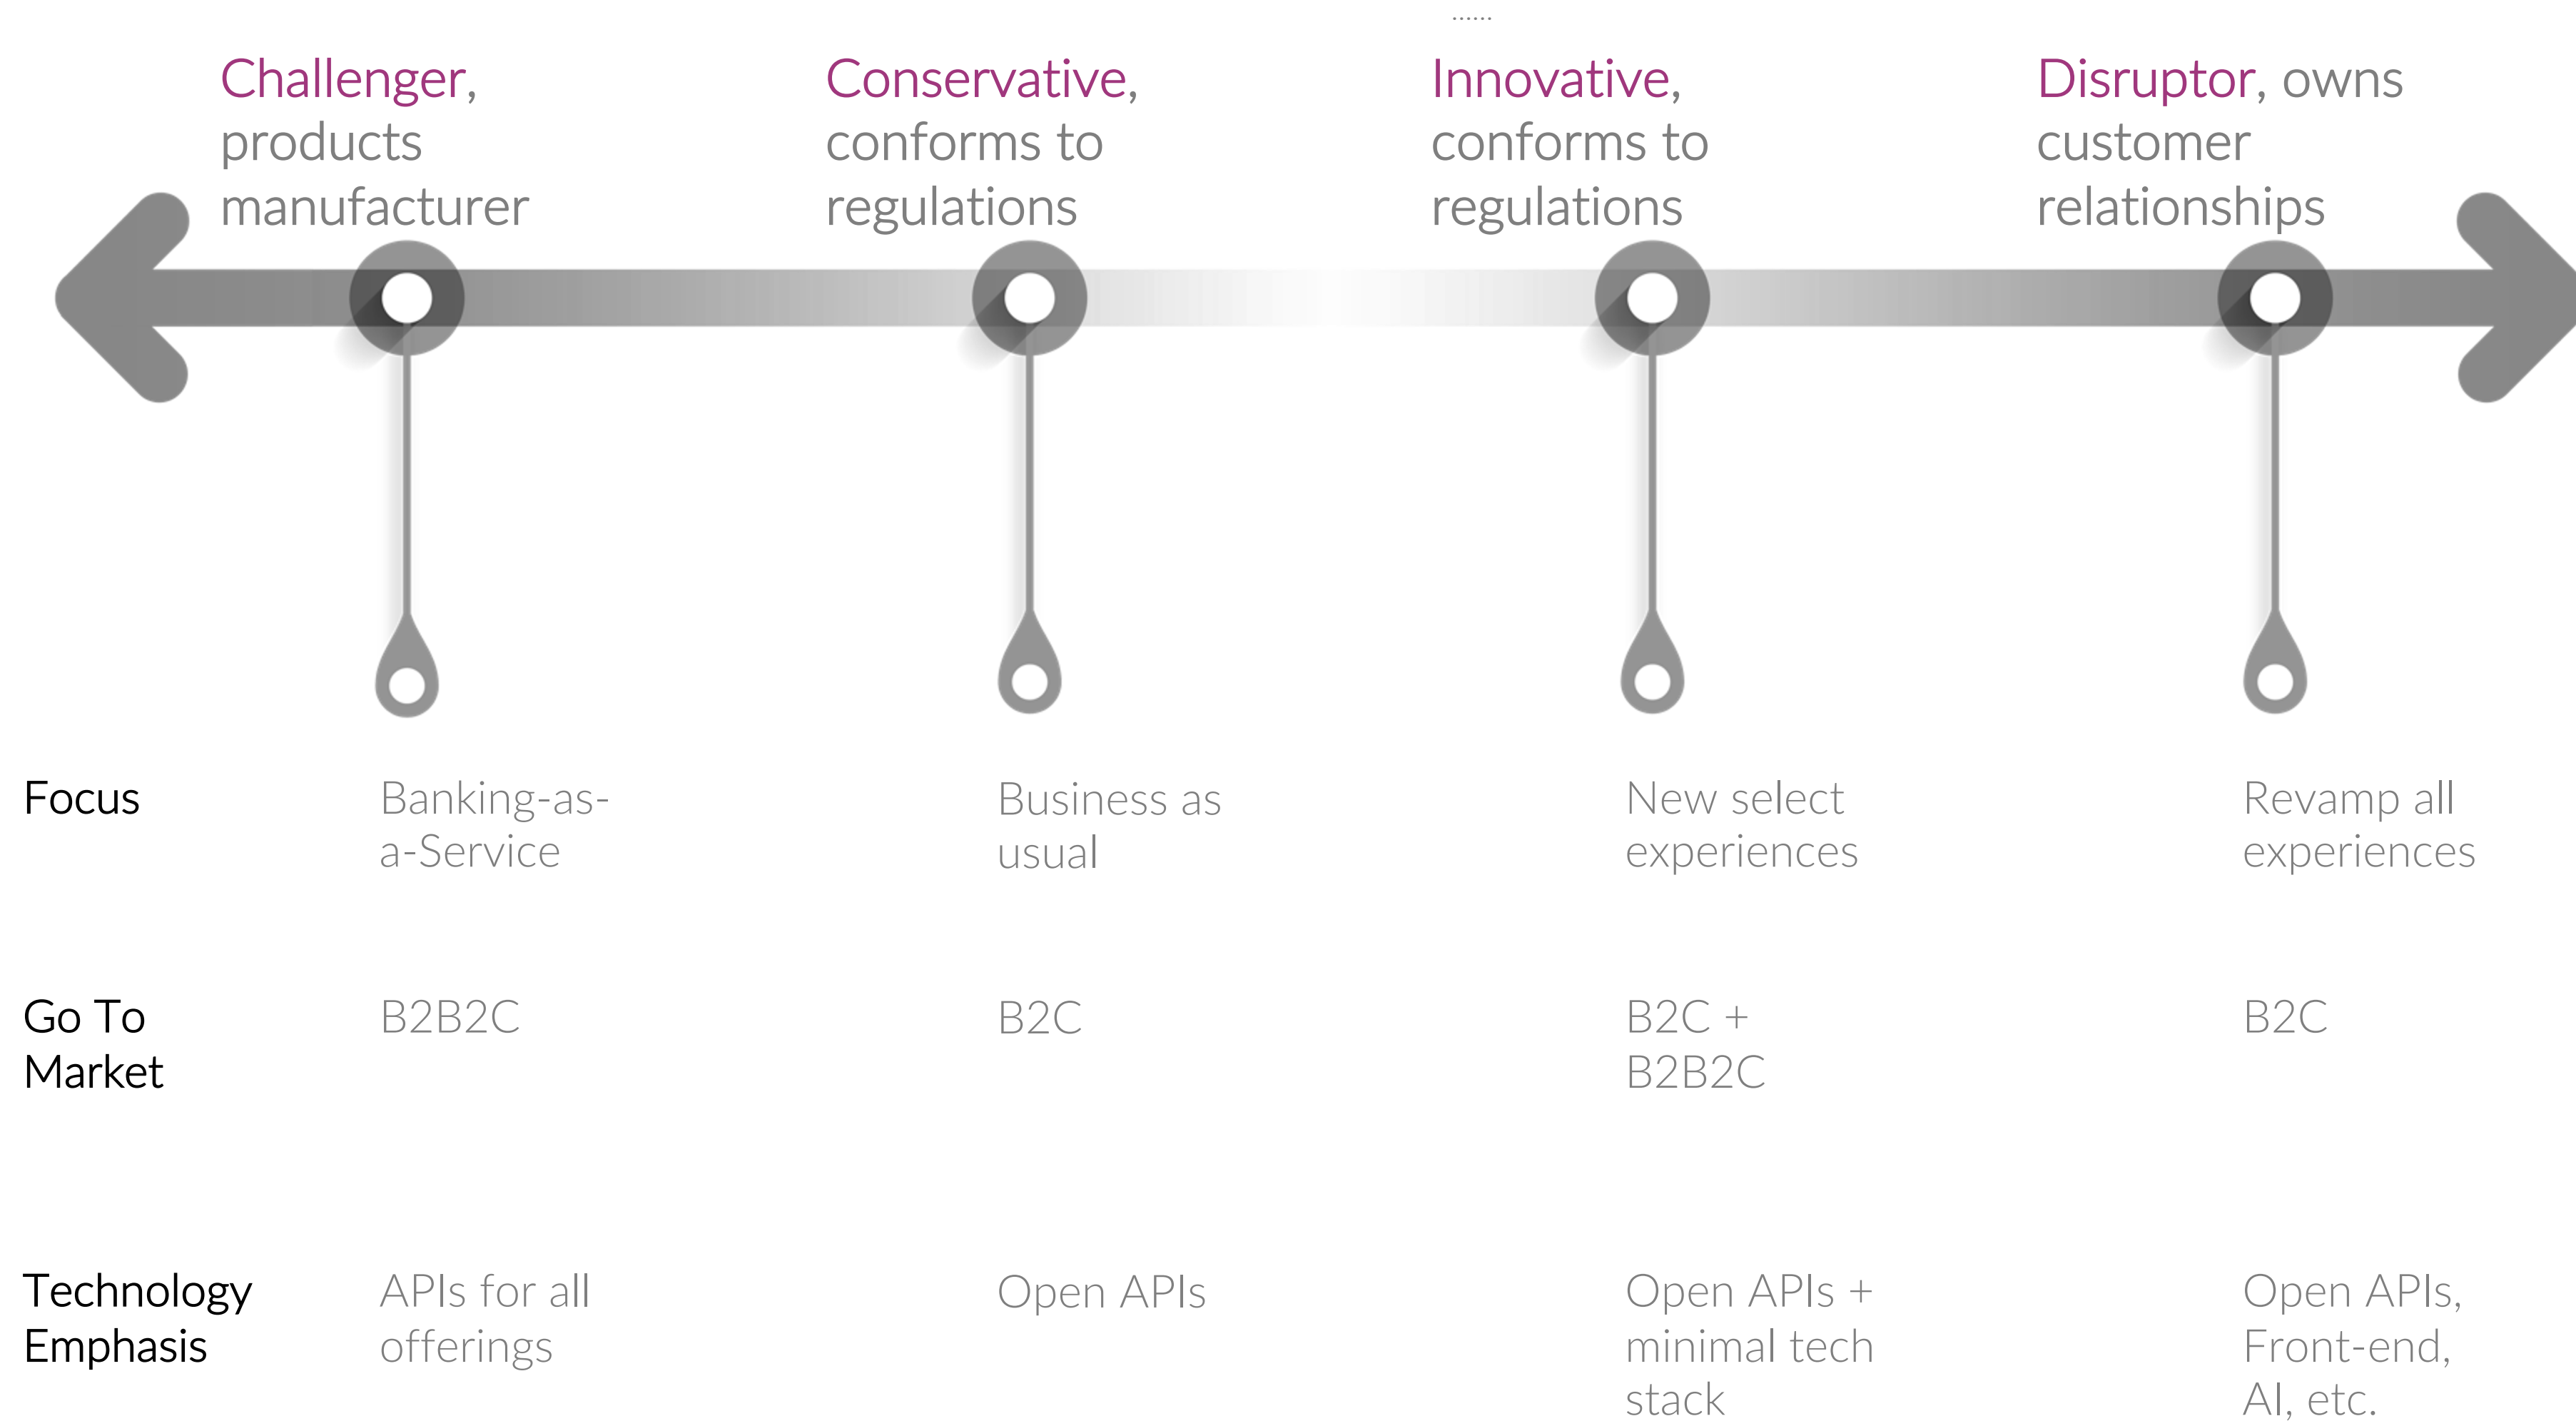 ......
Challenger,
products
manufacturer
Conservative,
conforms to
regulations
Innovative,
conforms to
regulations
Disruptor, owns
customer
relationships
Focus
Banking-as-
a-Service
Business as
usual
New select
experiences
Revamp all
experiences
Go To
Market
B2B2C
B2C
B2C +
B2B2C
B2C
Technology
Emphasis
APIs for all
offerings
Open APIs
Open APIs +
minimal tech
stack
Open APIs,
Front-end,
AI, etc.